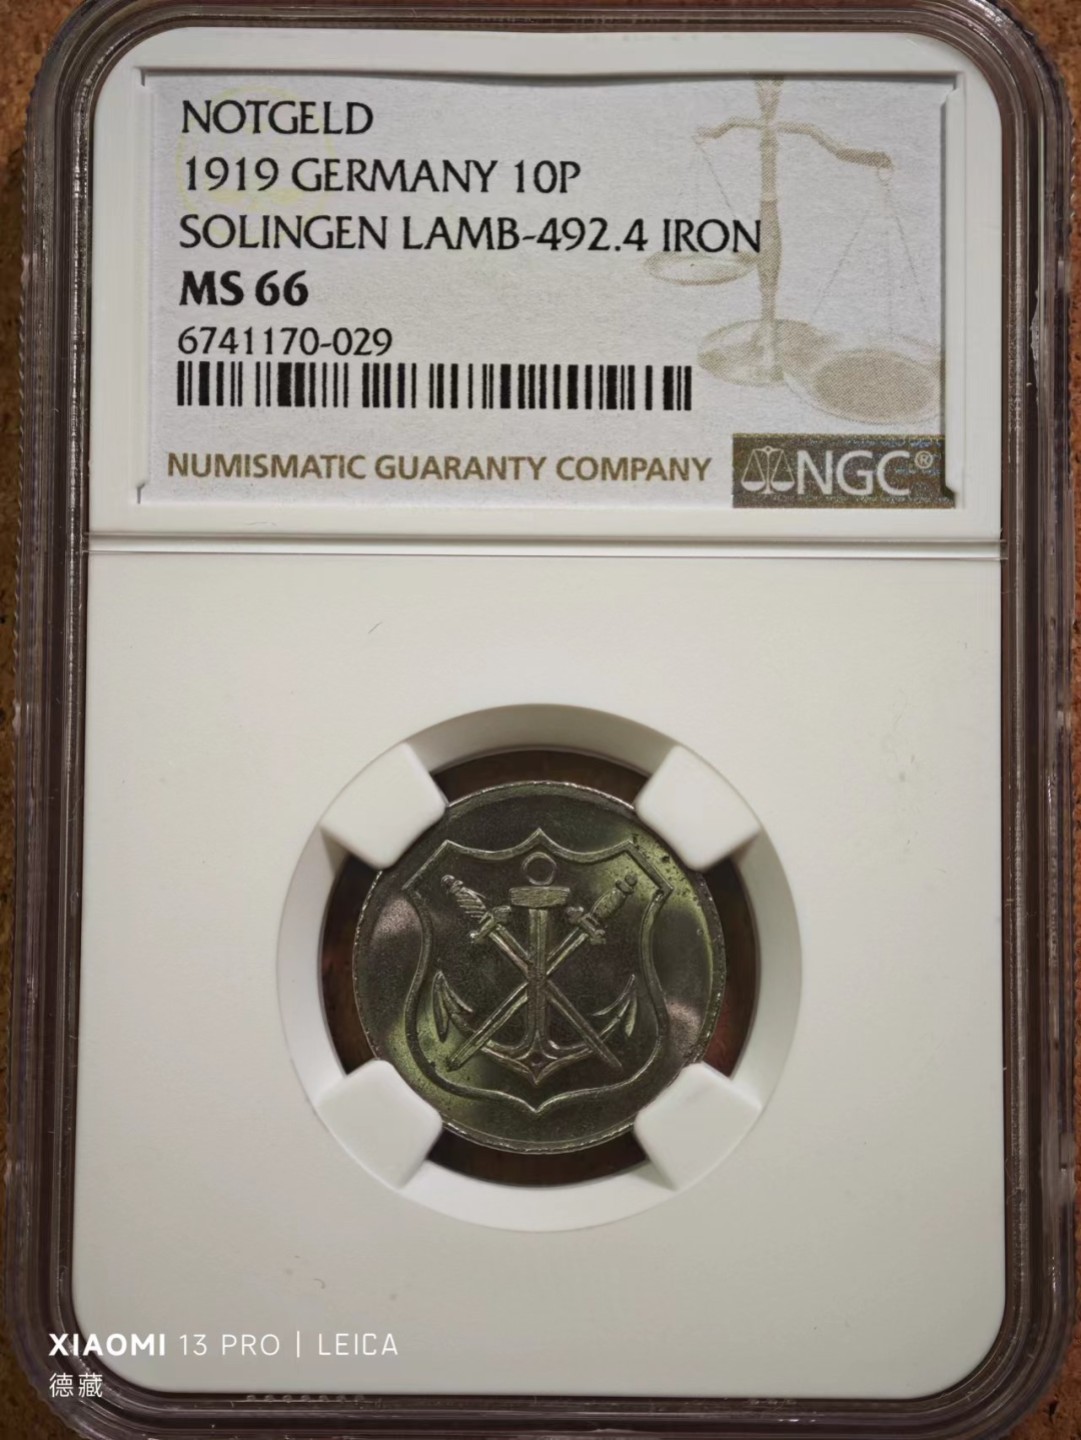 NOTGELD
1919 GERMANY 10P
SOLINGEN LAMB-492.4 IRON
MS 66
6741170-029
NUMISMATIC GUARANTY COMPANY
NGC®
XIAOMI 13 PRO | LEICA
德藏